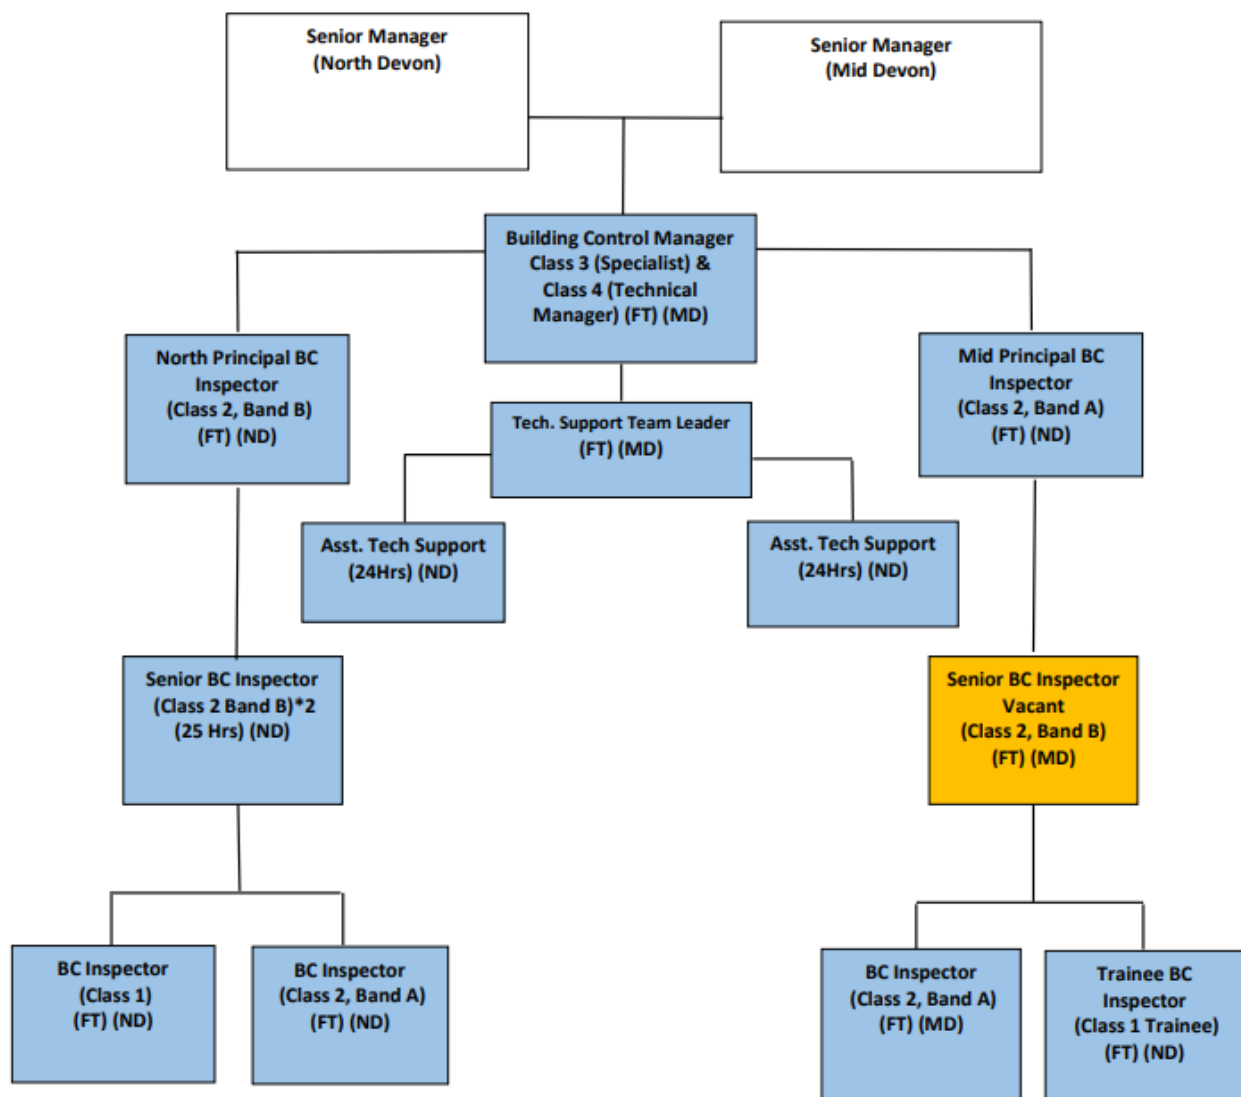 Senior Manager
(North Devon)
Senior Manager
(Mid Devon)
Building Control Manager
Class 3 (Specialist) &
Class 4 (Technical
Manager) (FT) (MD)
North Principal BC
Inspector
(Class 2, Band B)
(FT) (ND)
Mid Principal BC
Inspector
(Class 2, Band A)
(FT) (ND)
Tech. Support Team Leader
(FT) (MD)
Asst. Tech Support
(24Hrs) (ND)
Asst. Tech Support
(24Hrs) (ND)
Senior BC Inspector
(Class 2 Band B)*2
(25 Hrs) (ND)
Senior BC Inspector
Vacant
(Class 2, Band B)
(FT) (MD)
BC Inspector
(Class 1)
(FT) (ND)
BC Inspector
(Class 2, Band A)
(FT) (ND)
BC Inspector
(Class 2, Band A)
(FT) (MD)
Trainee BC
Inspector
(Class 1 Trainee)
(FT) (ND)